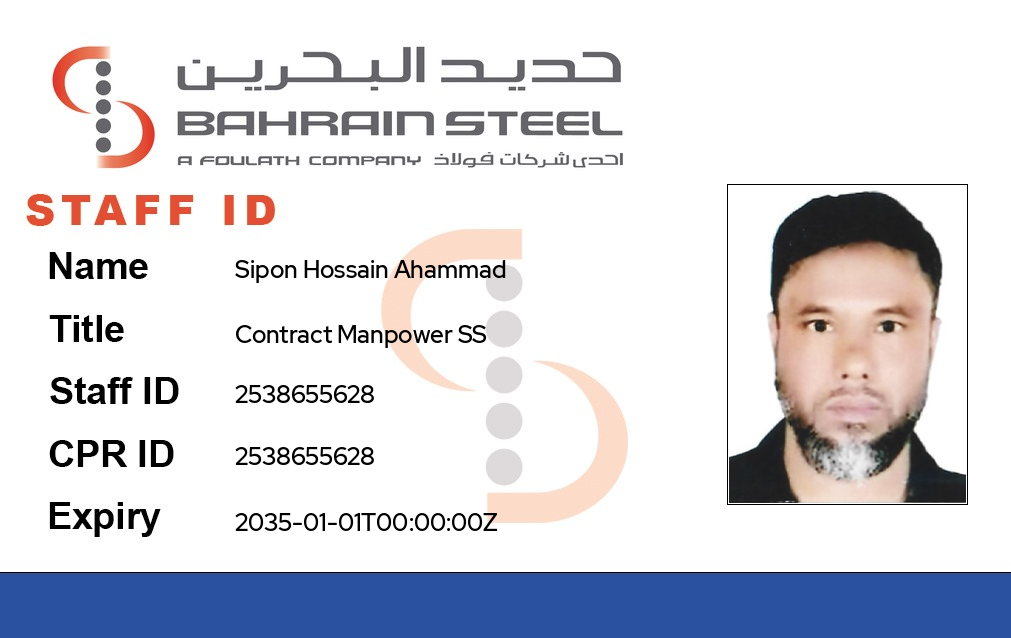 حديد البحرين
BAHRAIN STEEL
A FOULATH COMPANY احدى شركات فولاذ
STAFF ID
Name Sipon Hossain Ahammad
Title Contract Manpower SS
Staff ID 2538655628
CPR ID 2538655628
Expiry 2035-01-01T00:00:00Z